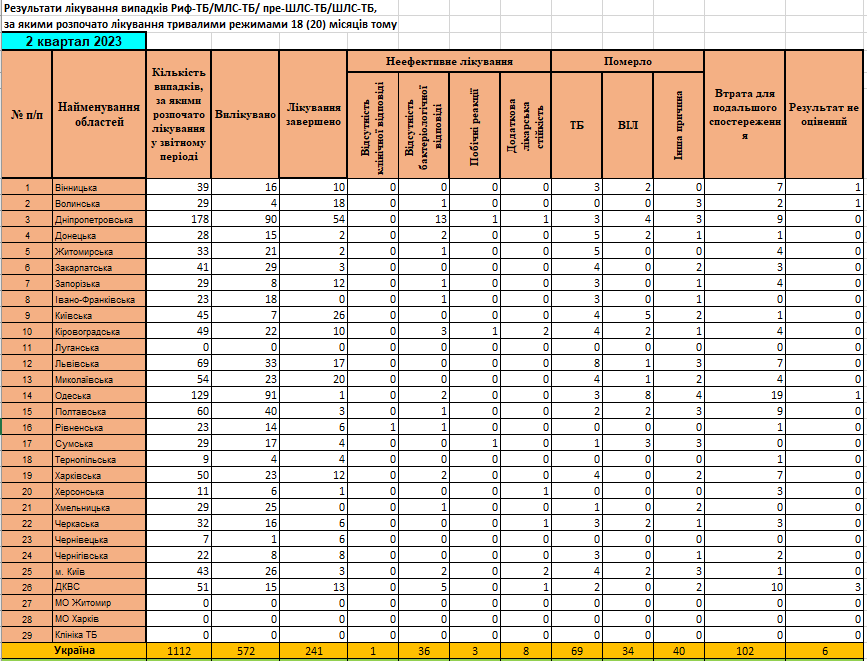 Результати лікування випадків Риф-ТБ/МЛС-ТБ/ пре-ШЛС-ТБ/ШЛС-ТБ,
за якими розпочато лікування тривалими режимами 18 (20) місяців тому
2 квартал 2023
№ п/п Найменування областей Кількість випадків, за якими розпочато лікування у звітному періоді Вилікувано Лікування завершено Неефективне лікування Померло Втрата для подальшого спостереження Результат не оцінений
Відсутність клінічної відповіді Відсутність бактеріологічної відповіді Побічні реакції Додаткова лікарська стійкість ТБ ВІЛ Інша причина
1 Вінницька 39 16 10 0 0 0 0 3 2 0 7 1
2 Волинська 29 4 18 0 1 0 0 0 0 3 2 1
3 Дніпропетровська 178 90 54 0 13 1 1 3 4 3 9 0
4 Донецька 28 15 2 0 2 0 0 5 2 1 1 0
5 Житомирська 33 21 2 0 1 0 0 5 0 0 4 0
6 Закарпатська 41 29 3 0 0 0 0 4 0 2 3 0
7 Запорізька 29 8 12 0 1 0 0 3 0 1 4 0
8 Івано-Франківська 23 18 0 0 1 0 0 3 0 1 0 0
9 Київська 45 7 26 0 0 0 0 4 5 2 1 0
10 Кіровоградська 49 22 10 0 3 1 2 4 2 1 4 0
11 Луганська 0 0 0 0 0 0 0 0 0 0 0 0
12 Львівська 69 33 17 0 0 0 0 8 1 3 7 0
13 Миколаївська 54 23 20 0 0 0 0 4 1 2 4 0
14 Одеська 129 91 1 0 2 0 0 3 8 4 19 1
15 Полтавська 60 40 3 0 1 0 0 2 2 3 9 0
16 Рівненська 23 14 6 1 1 0 0 0 0 0 1 0
17 Сумська 29 17 4 0 0 1 0 1 3 3 0 0
18 Тернопільська 9 4 4 0 0 0 0 0 0 0 1 0
19 Харківська 50 23 12 0 2 0 0 4 0 2 7 0
20 Херсонська 11 6 1 0 0 0 1 0 0 0 3 0
21 Хмельницька 29 25 0 0 1 0 0 1 0 2 0 0
22 Черкаська 32 16 6 0 0 0 1 3 2 1 3 0
23 Чернівецька 7 1 6 0 0 0 0 0 0 0 0 0
24 Чернігівська 22 8 8 0 0 0 0 3 0 1 2 0
25 м. Київ 43 26 3 0 2 0 2 4 2 3 1 0
26 ДКВС 51 15 13 0 5 0 1 2 0 2 10 3
27 МО Житомир 0 0 0 0 0 0 0 0 0 0 0 0
28 МО Харків 0 0 0 0 0 0 0 0 0 0 0 0
29 Клініка ТБ 0 0 0 0 0 0 0 0 0 0 0 0
Україна 1112 572 241 1 36 3 8 69 34 40 102 6